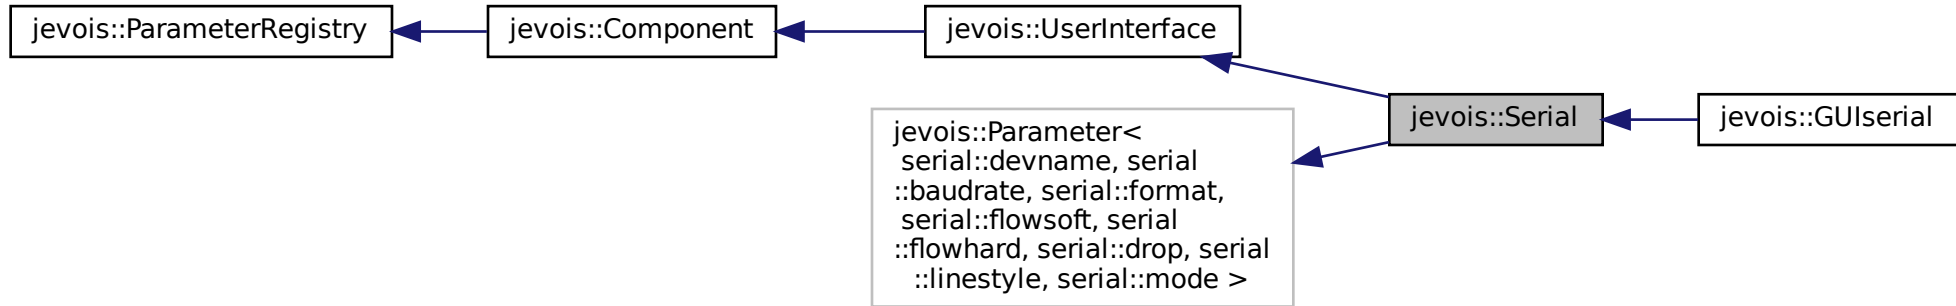 jevois::ParameterRegistry
jevois::Component
jevois::UserInterface
jevois::Parameter<
serial::devname, serial
::baudrate, serial::format,
serial::flowsoft, serial
::flowhard, serial::drop, serial
::linestyle, serial::mode >
jevois::Serial
jevois::GUIserial